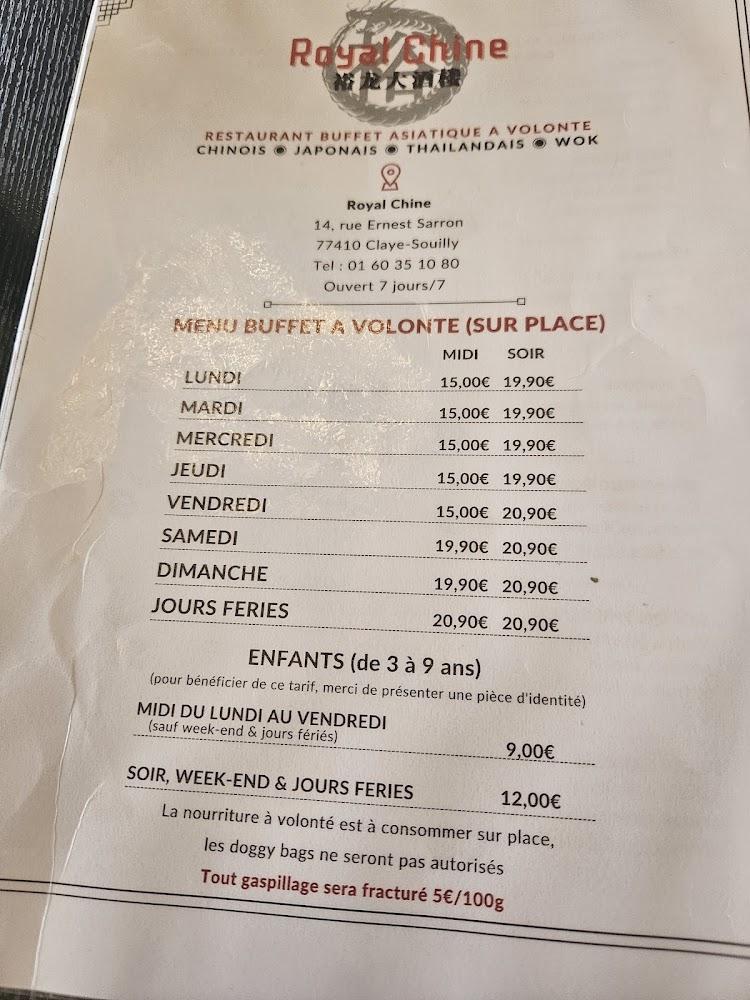 Royal Chine
裕龙大酒楼
RESTAURANT BUFFET ASIATIQUE A VOLONTE
CHINOIS ◉ JAPONAIS ◉ THAILANDAIS ◉ WOK
Royal Chine
14, rue Ernest Sarron
77410 Claye-Souilly
Tel : 01 60 35 10 80
Ouvert 7 jours/7
MENU BUFFET A VOLONTE (SUR PLACE)
MIDI SOIR
LUNDI 15,00€ 19,90€
MARDI 15,00€ 19,90€
MERCREDI 15,00€ 19,90€
JEUDI 15,00€ 19,90€
VENDREDI 15,00€ 20,90€
SAMEDI 19,90€ 20,90€
DIMANCHE 19,90€ 20,90€
JOURS FERIES 20,90€ 20,90€
ENFANTS (de 3 à 9 ans)
(pour bénéficier de ce tarif, merci de présenter une pièce d'identité)
MIDI DU LUNDI AU VENDREDI
(sauf week-end & jours fériés)
9,00€
SOIR, WEEK-END & JOURS FERIES 12,00€
La nourriture à volonté est à consommer sur place,
les doggy bags ne seront pas autorisés
Tout gaspillage sera fracturé 5€/100g